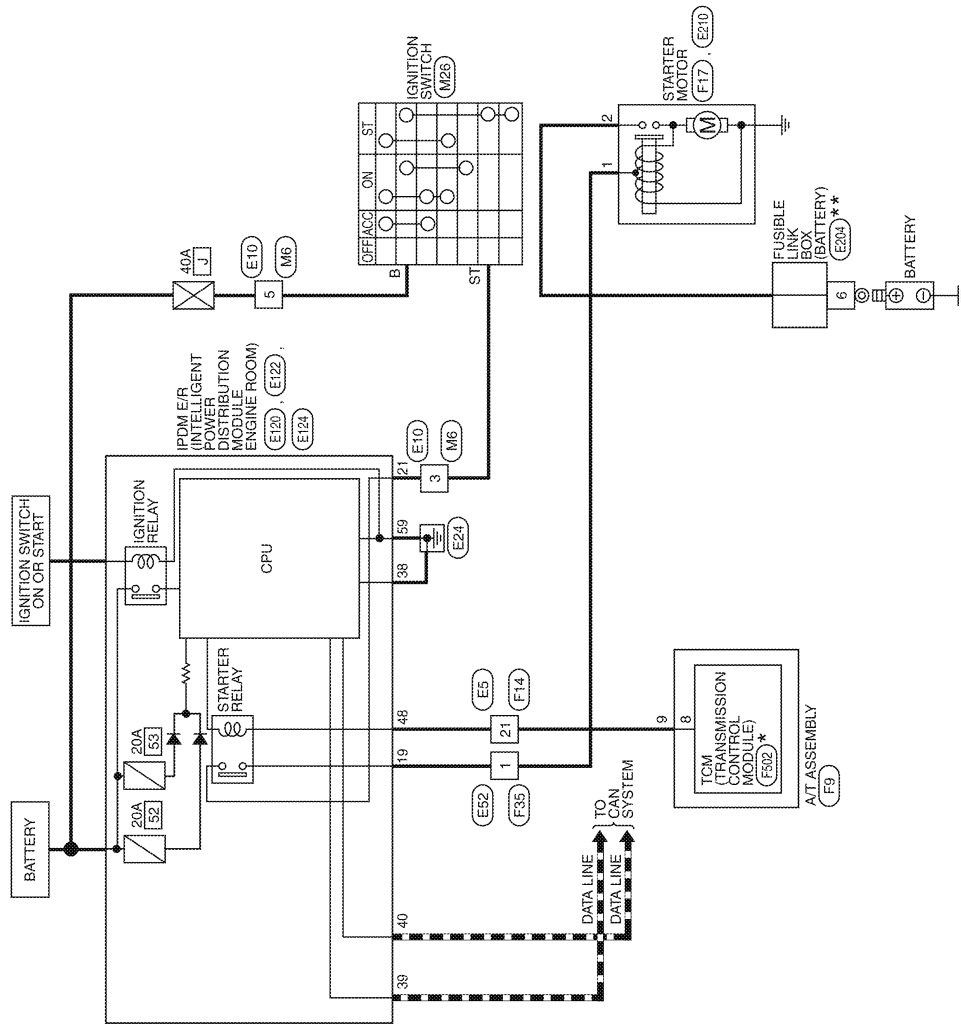 BATTERY
IGNITION SWITCH
ON OR START
20A
52
20A
53
IGNITION
RELAY
STARTER
RELAY
CPU
IPDM E/R
(INTELLIGENT
POWER
DISTRIBUTION
MODULE
ENGINE ROOM)
E120 , E122 ,
E124
40A
J
5
E10
M6
B
ST
OFF ACC ON ST
IGNITION
SWITCH
M26
39
40
19
48
38
59
21
E24
3
E10
M6
E52
F35
1
21
E5
F14
DATA LINE
DATA LINE
TO
CAN
SYSTEM
9
8
TCM
(TRANSMISSION
CONTROL
MODULE)
F502 *
A/T ASSEMBLY
F9
1
2
M
STARTER
MOTOR
F17 , E210
FUSIBLE
LINK
BOX
(BATTERY)
E204 **
6
BATTERY